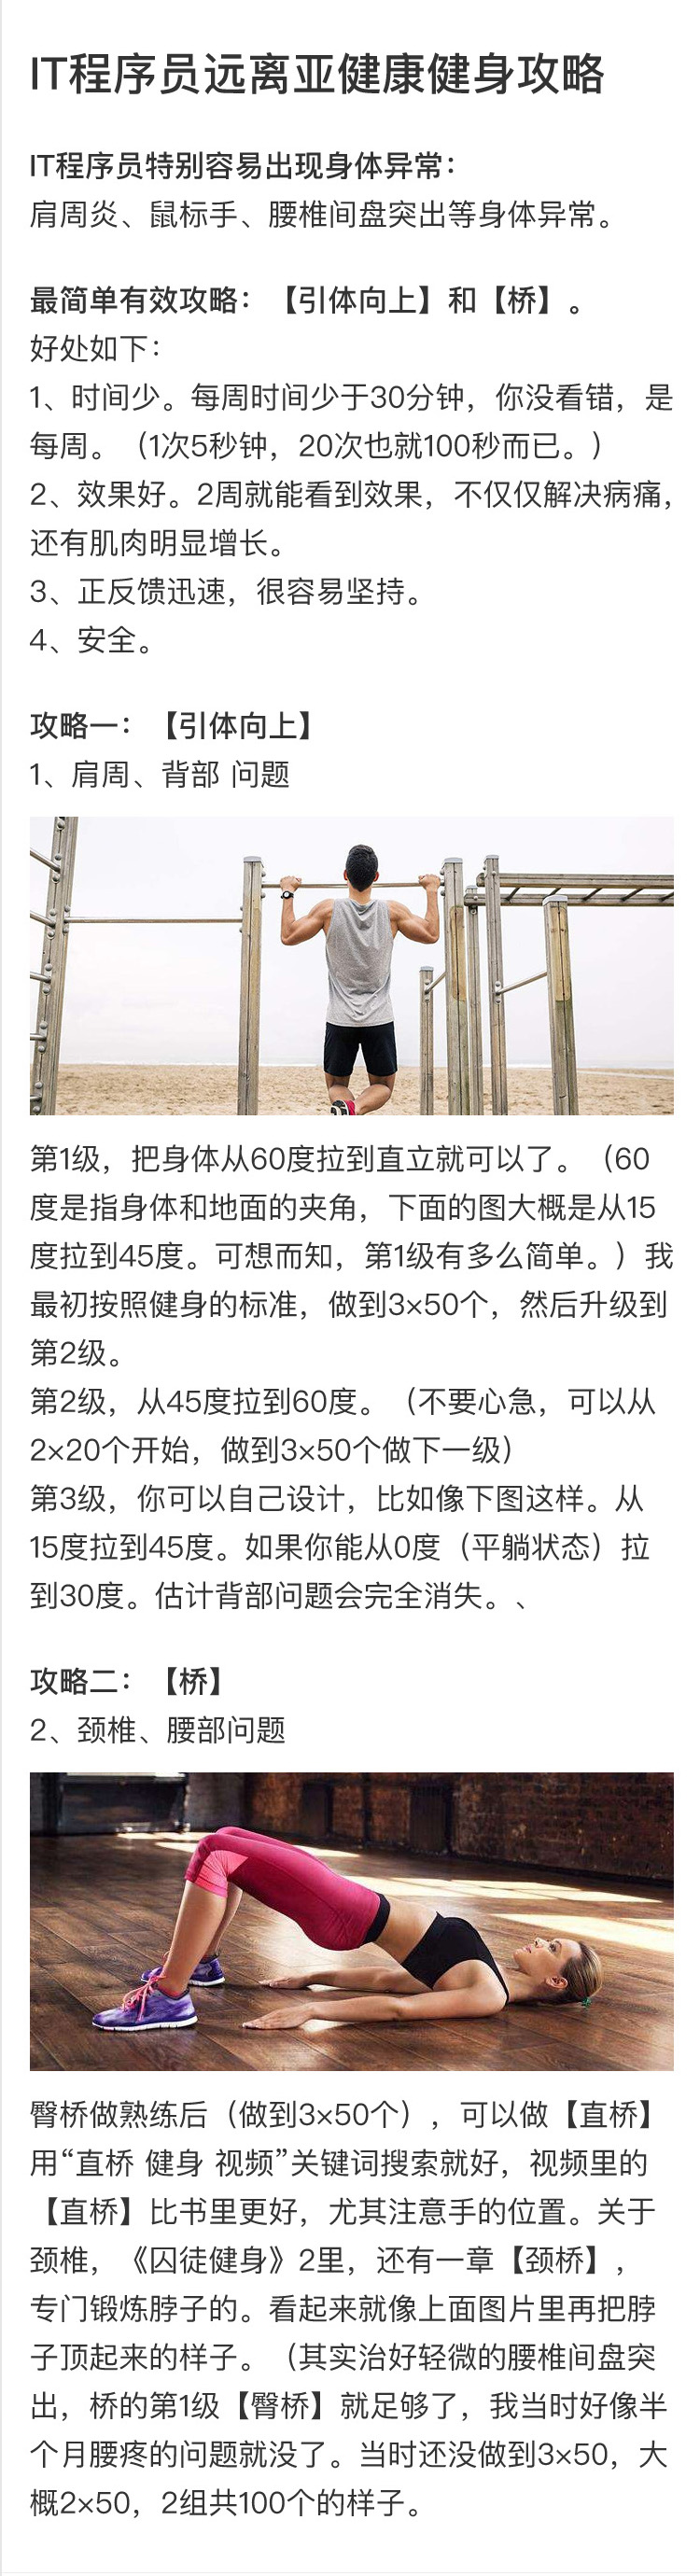 IT程序员远离亚健康健身攻略
IT程序员特别容易出现身体异常：
肩周炎、鼠标手、腰椎间盘突出等身体异常。
最简单有效攻略：【引体向上】和【桥】。
好处如下：
1、时间少。每周时间少于30分钟，你没看错，是
每周。（1次5秒钟，20次也就100秒而已。）
2、效果好。2周就能看到效果，不仅仅解决病痛，
还有肌肉明显增长。
3、正反馈迅速，很容易坚持。
4、安全。
攻略一：【引体向上】
1、肩周、背部 问题
第1级，把身体从60度拉到直立就可以了。（60
度是指身体和地面的夹角，下面的图大概是从15
度拉到45度。可想而知，第1级有多么简单。）我
最初按照健身的标准，做到3×50个，然后升级到
第2级。
第2级，从45度拉到60度。（不要心急，可以从
2×20个开始，做到3×50个做下一级）
第3级，你可以自己设计，比如像下图这样。从
15度拉到45度。如果你能从0度（平躺状态）拉
到30度。估计背部问题会完全消失。、
攻略二：【桥】
2、颈椎、腰部问题
臀桥做熟练后（做到3×50个），可以做【直桥】
用“直桥 健身 视频”关键词搜索就好，视频里的
【直桥】比书里更好，尤其注意手的位置。关于
颈椎，《囚徒健身》2里，还有一章【颈桥】，
专门锻炼脖子的。看起来就像上面图片里再把脖
子顶起来的样子。（其实治好轻微的腰椎间盘突
出，桥的第1级【臀桥】就足够了，我当时好像半
个月腰疼的问题就没了。当时还没做到3×50，大
概2×50，2组共100个的样子。